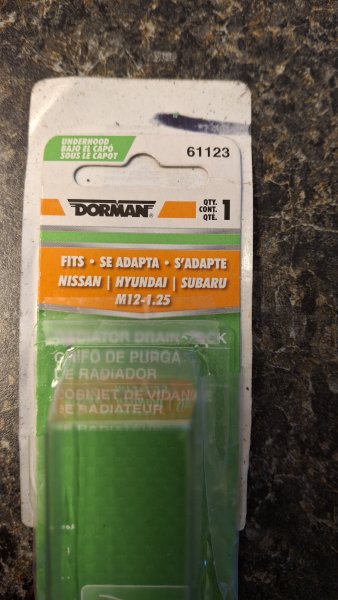 UNDERHOOD
BAJO EL CAPÓ
SOUS LE CAPOT
61123
DORMAN®
QTY.
CONT.
QTÉ.
1
FITS • SE ADAPTA • S'ADAPTE
NISSAN | HYUNDAI | SUBARU
M12-1.25
RADIATOR DRAIN COCK
GRIFO DE PURGA
DE RADIADOR
ROBINET DE VIDANGE
DE RADIATEUR